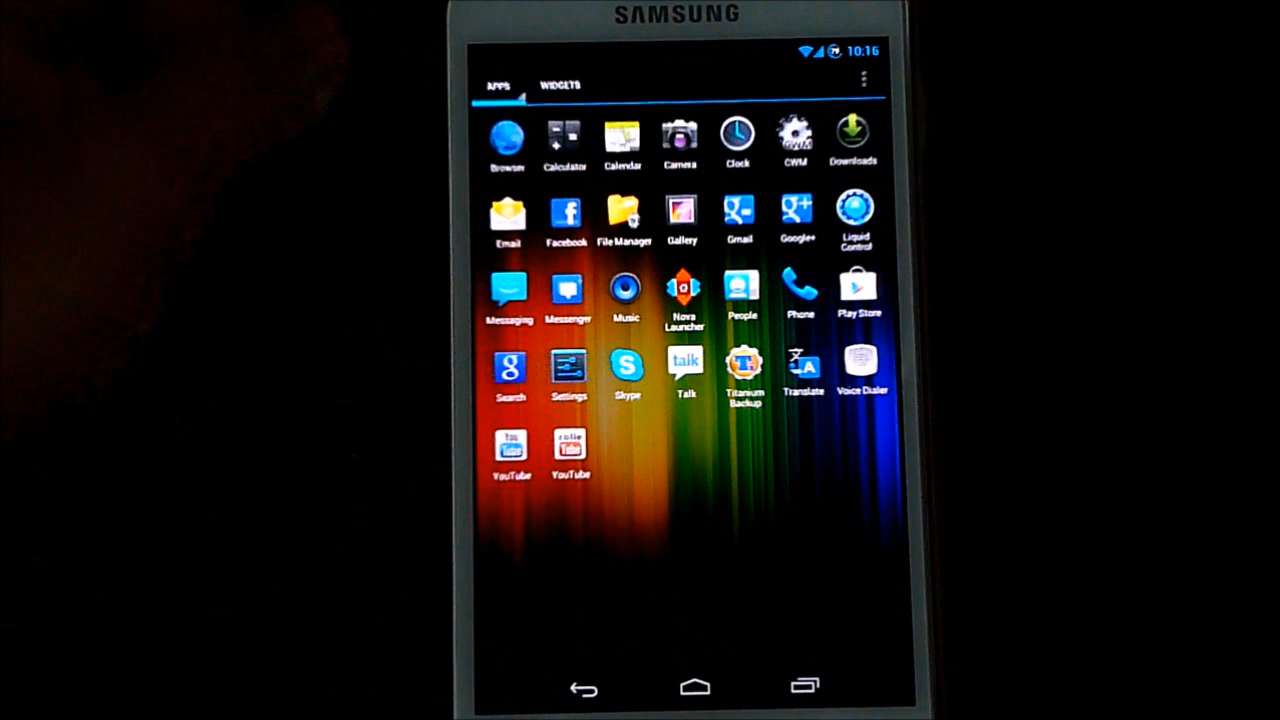 SAMSUNG
79 10:16
APPS WIDGETS
Browser Calculator Calendar Camera Clock CWM Downloads
Email Facebook File Manager Gallery Gmail Google+ Liquid Control
Messaging Messenger Music Nova Launcher People Phone Play Store
Search Settings Skype Talk Titanium Backup Translate Voice Dialer
YouTube YouTube